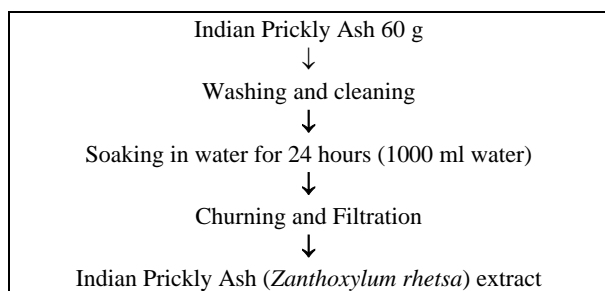 Indian Prickly Ash 60 g
↓
Washing and cleaning
↓
Soaking in water for 24 hours (1000 ml water)
↓
Churning and Filtration
↓
Indian Prickly Ash (Zanthoxylum rhetsa) extract